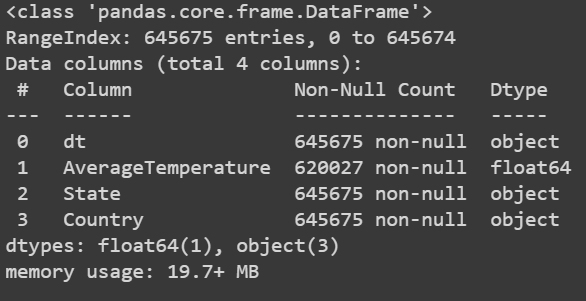 <class 'pandas.core.frame.DataFrame'>
RangeIndex: 645675 entries, 0 to 645674
Data columns (total 4 columns):
 #   Column              Non-Null Count   Dtype
---  ------              --------------   -----
 0   dt                  645675 non-null  object
 1   AverageTemperature  620027 non-null  float64
 2   State               645675 non-null  object
 3   Country             645675 non-null  object
dtypes: float64(1), object(3)
memory usage: 19.7+ MB